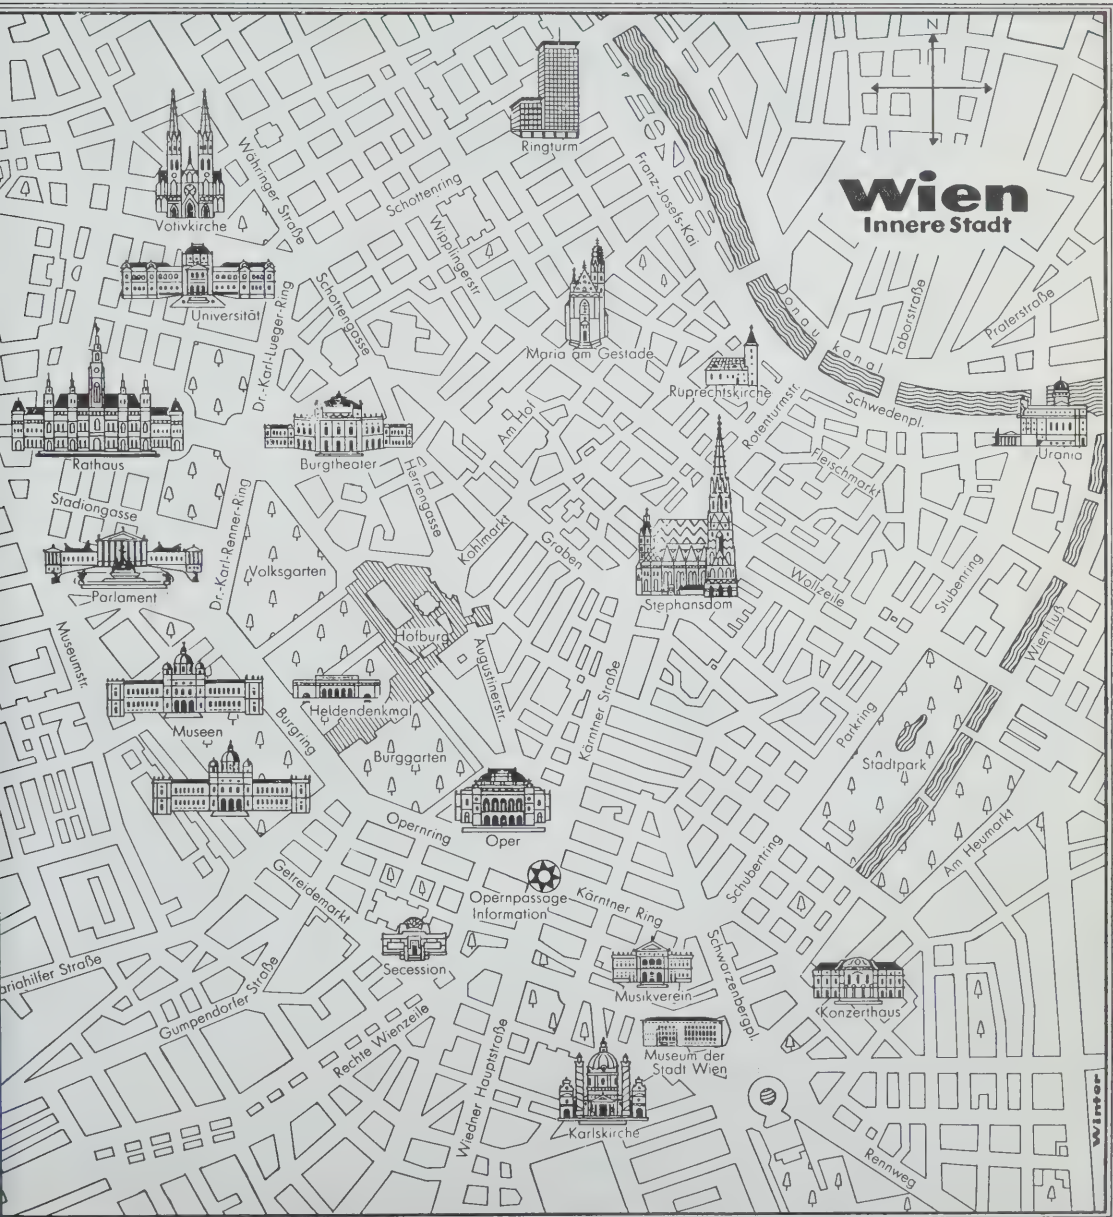 N
Wien
Innere Stadt
Ringturm
Votivkirche
Währinger Straße
Schottenring
Wipplingerstr.
Franz-Josefs-Kai
Universität
Schottengasse
Dr.-Karl-Lueger-Ring
Maria am Gestade
Donau
kanal
Taborstraße
Praterstraße
Ruprechtskirche
Rotenturmstr.
Schwedenpl.
Urania
Rathaus
Burgtheater
Am Hof
Fleischmarkt
Stadiongasse
Herrengasse
Kohlmarkt
Graben
Dr.-Karl-Renner-Ring
Volksgarten
Parlament
Stephansdom
Wollzeile
Stubenring
Wienfluß
Museumstr.
Hofburg
Augustinerstr.
Kärntner Straße
Heldendenkmal
Museen
Burgring
Burggarten
Parkring
Stadtpark
Opernring
Oper
Am Heumarkt
Schubertring
Getreidemarkt
Opernpassage
Information
Kärntner Ring
Secession
Musikverein
Schwarzenbergpl.
Konzerthaus
ariahilfer Straße
Gumpendorfer Straße
Rechte Wienzeile
Wiedner Hauptstraße
Museum der
Stadt Wien
Karlskirche
Rennweg
Winter